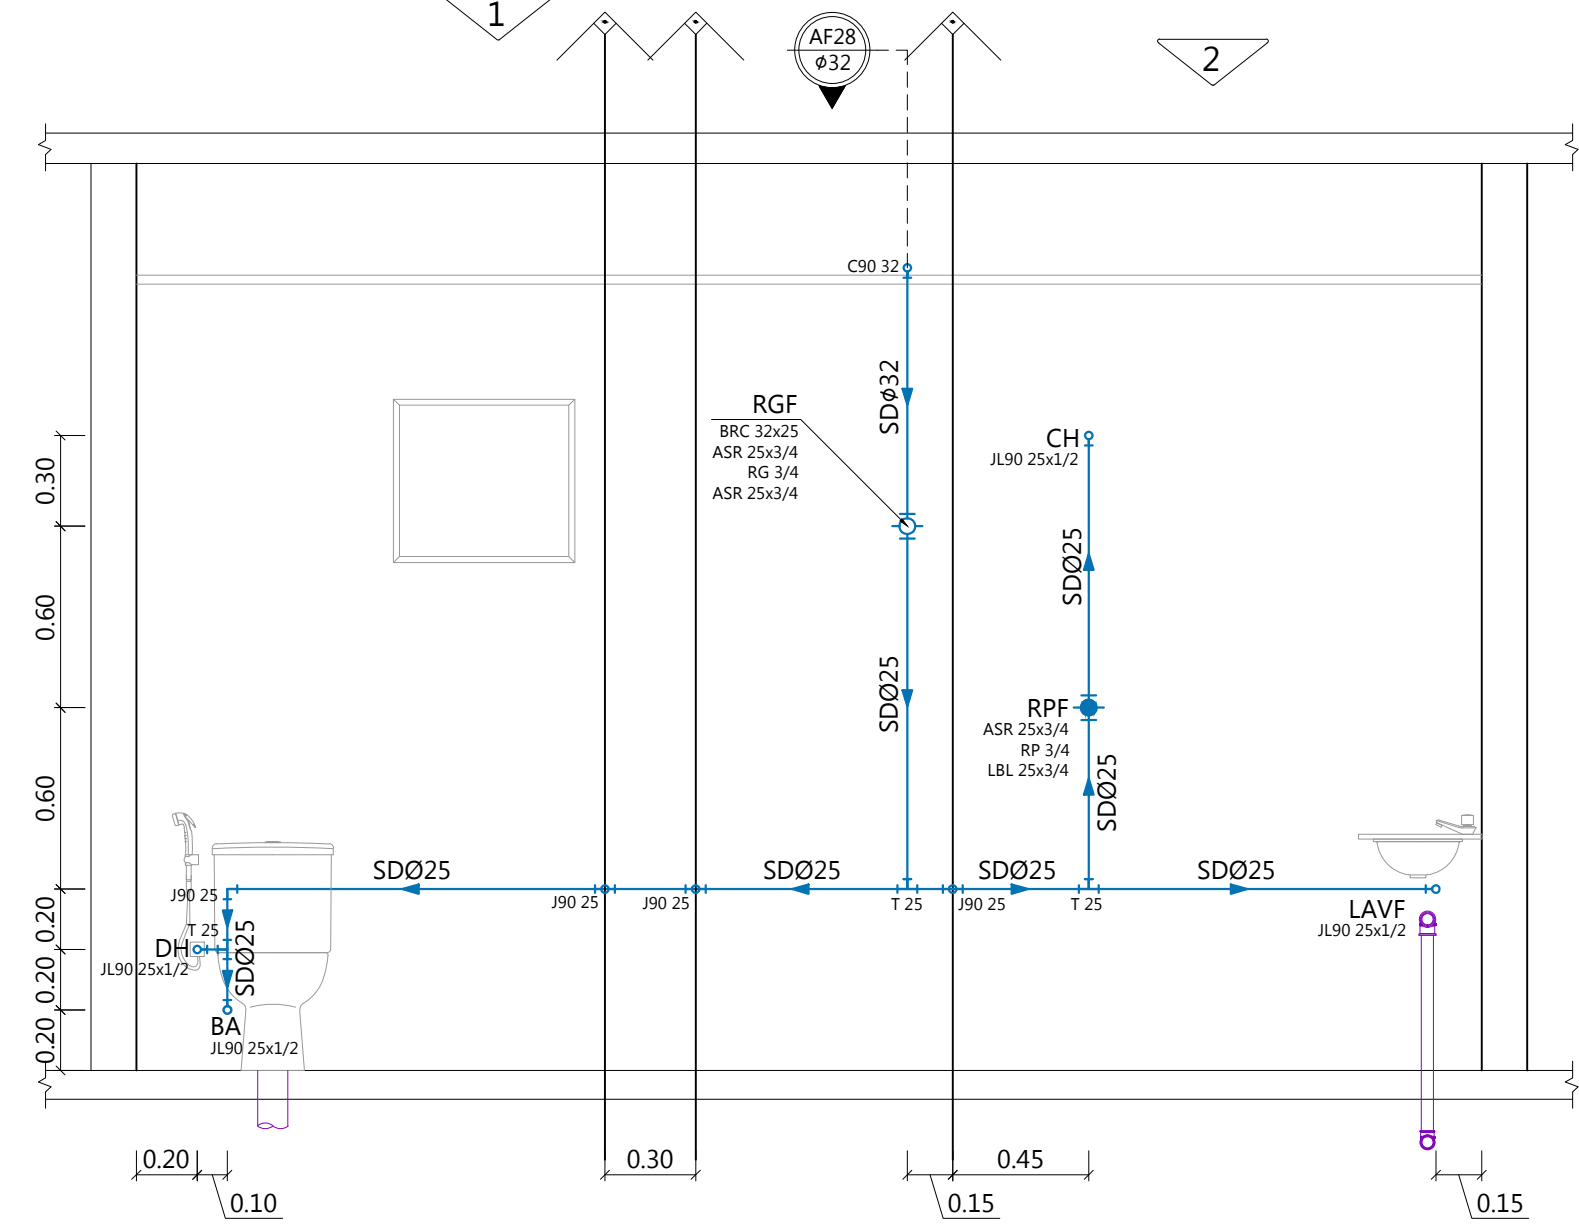 1
AF28
ϕ32
2
C90 32
SDϕ32
RGF
BRC 32x25
ASR 25x3/4
RG 3/4
ASR 25x3/4
CH
JL90 25x1/2
0.30
SDØ25
0.60
SDØ25
RPF
ASR 25x3/4
RP 3/4
LBL 25x3/4
SDØ25
0.60
SDØ25
SDØ25
SDØ25
SDØ25
J90 25
J90 25
J90 25
T 25
J90 25
T 25
LAVF
JL90 25x1/2
0.20
T 25
DH
JL90 25x1/2
SDØ25
0.20
BA
JL90 25x1/2
0.20
0.20
0.10
0.30
0.15
0.45
0.15